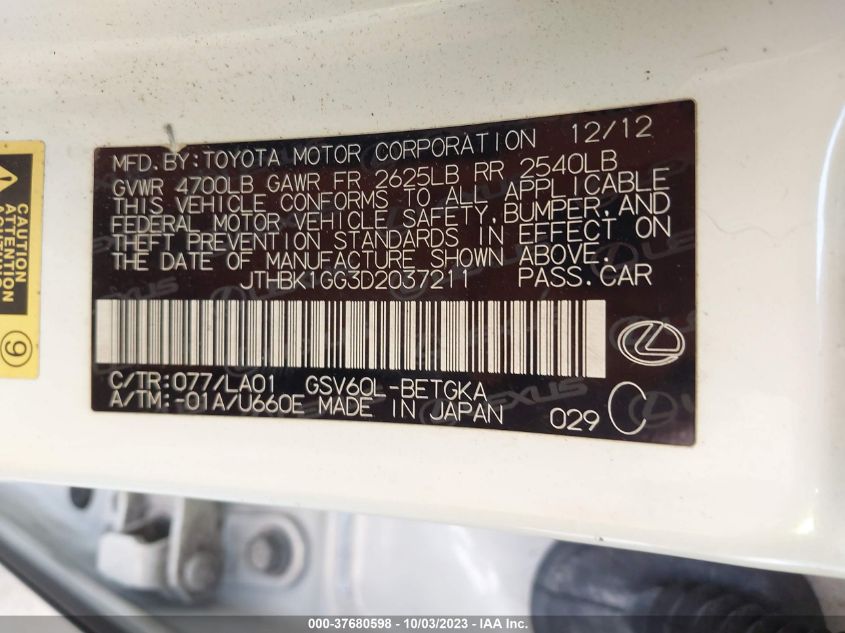 MFD.BY:TOYOTA MOTOR CORPORATION 12/12
GVWR 4700LB GAWR FR 2625LB RR 2540LB
THIS VEHICLE CONFORMS TO ALL APPLICABLE
FEDERAL MOTOR VEHICLE SAFETY,BUMPER,AND
THEFT PREVENTION STANDARDS IN EFFECT ON
THE DATE OF MANUFACTURE SHOWN ABOVE.
JTHBK1GG3D2037211 PASS.CAR
C/TR:077/LA01 GSV60L-BETGKA
A/TM:-01A/U660E MADE IN JAPAN 029 C
CAUTION
ATTENTION
9
000-37680598 - 10/03/2023 - IAA Inc.